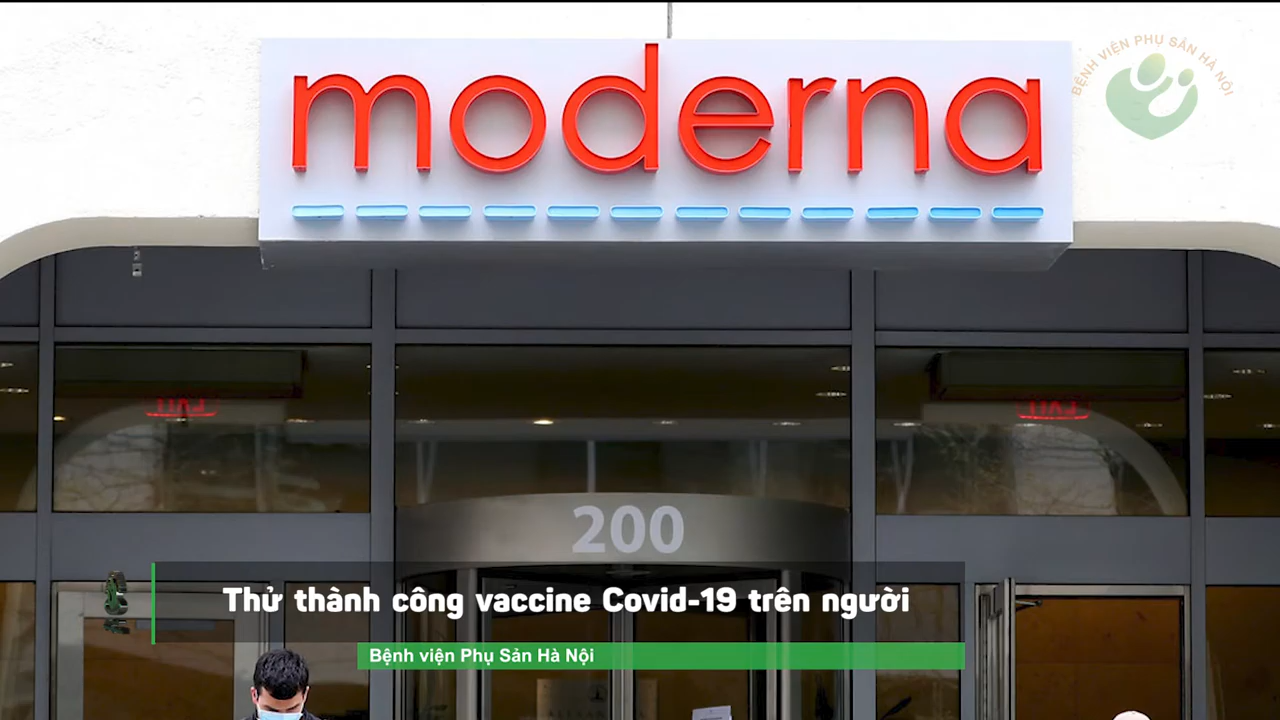 BỆNH VIỆN PHỤ SẢN HÀ NỘI
moderna
200
Thử thành công vaccine Covid-19 trên người
Bệnh viện Phụ Sản Hà Nội